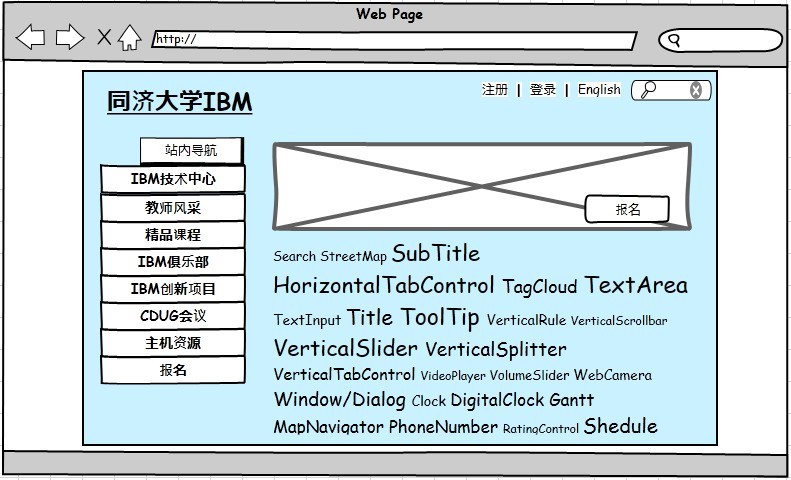 Web Page
http://
同济大学IBM
注册 | 登录 | English
站内导航
IBM技术中心
教师风采
精品课程
IBM俱乐部
IBM创新项目
CDUG会议
主机资源
报名
报名
Search StreetMap SubTitle
HorizontalTabControl TagCloud TextArea
TextInput Title ToolTip VerticalRule VerticalScrollbar
VerticalSlider VerticalSplitter
VerticalTabControl VideoPlayer VolumeSlider WebCamera
Window/Dialog Clock DigitalClock Gantt
MapNavigator PhoneNumber RatingControl Shedule